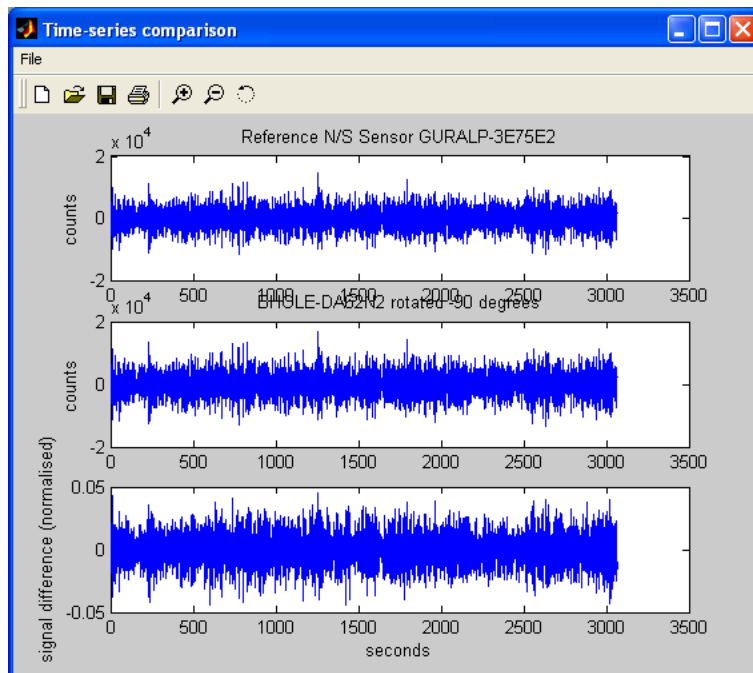 Time-series comparison
File
Reference N/S Sensor GURALP-3E75E2
x 10^4
2
0
-2
counts
0 500 1000 1500 2000 2500 3000 3500
BHOLE-DA62N2 rotated -90 degrees
x 10^4
2
0
-2
counts
0 500 1000 1500 2000 2500 3000 3500
0.05
0
-0.05
signal difference (normalised)
0 500 1000 1500 2000 2500 3000 3500
seconds